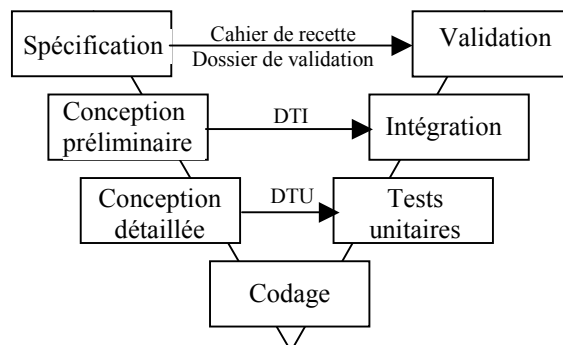 Spécification
Cahier de recette
Dossier de validation
Validation
Conception
préliminaire
DTI
Intégration
Conception
détaillée
DTU
Tests
unitaires
Codage